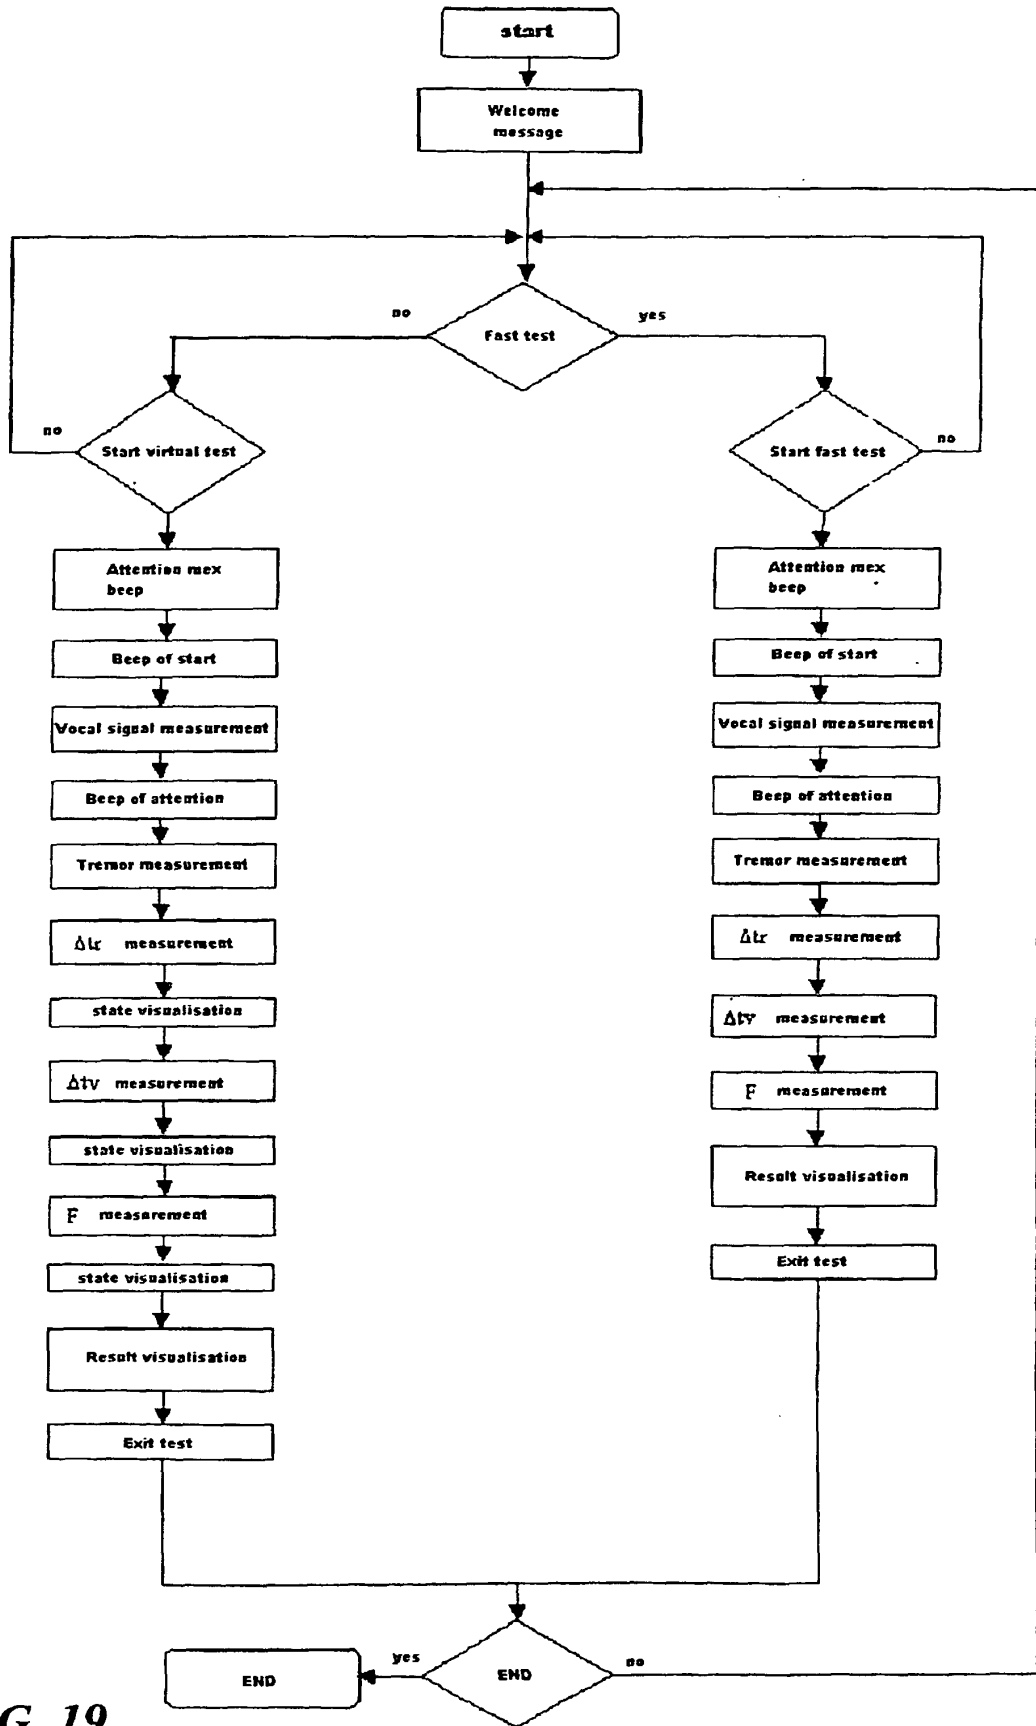 start
Welcome
message
no
Fast test
yes
no
Start virtual test
Start fast test
no
Attention mex
beep
Beep of start
Vocal signal measurement
Beep of attention
Tremor measurement
Δtr measurement
state visualisation
Δtv measurement
state visualisation
F measurement
state visualisation
Result visualisation
Exit test
Attention mex
beep
Beep of start
Vocal signal measurement
Beep of attention
Tremor measurement
Δtr measurement
Δtv measurement
F measurement
Result visualisation
Exit test
END
yes
END
no
G. 19